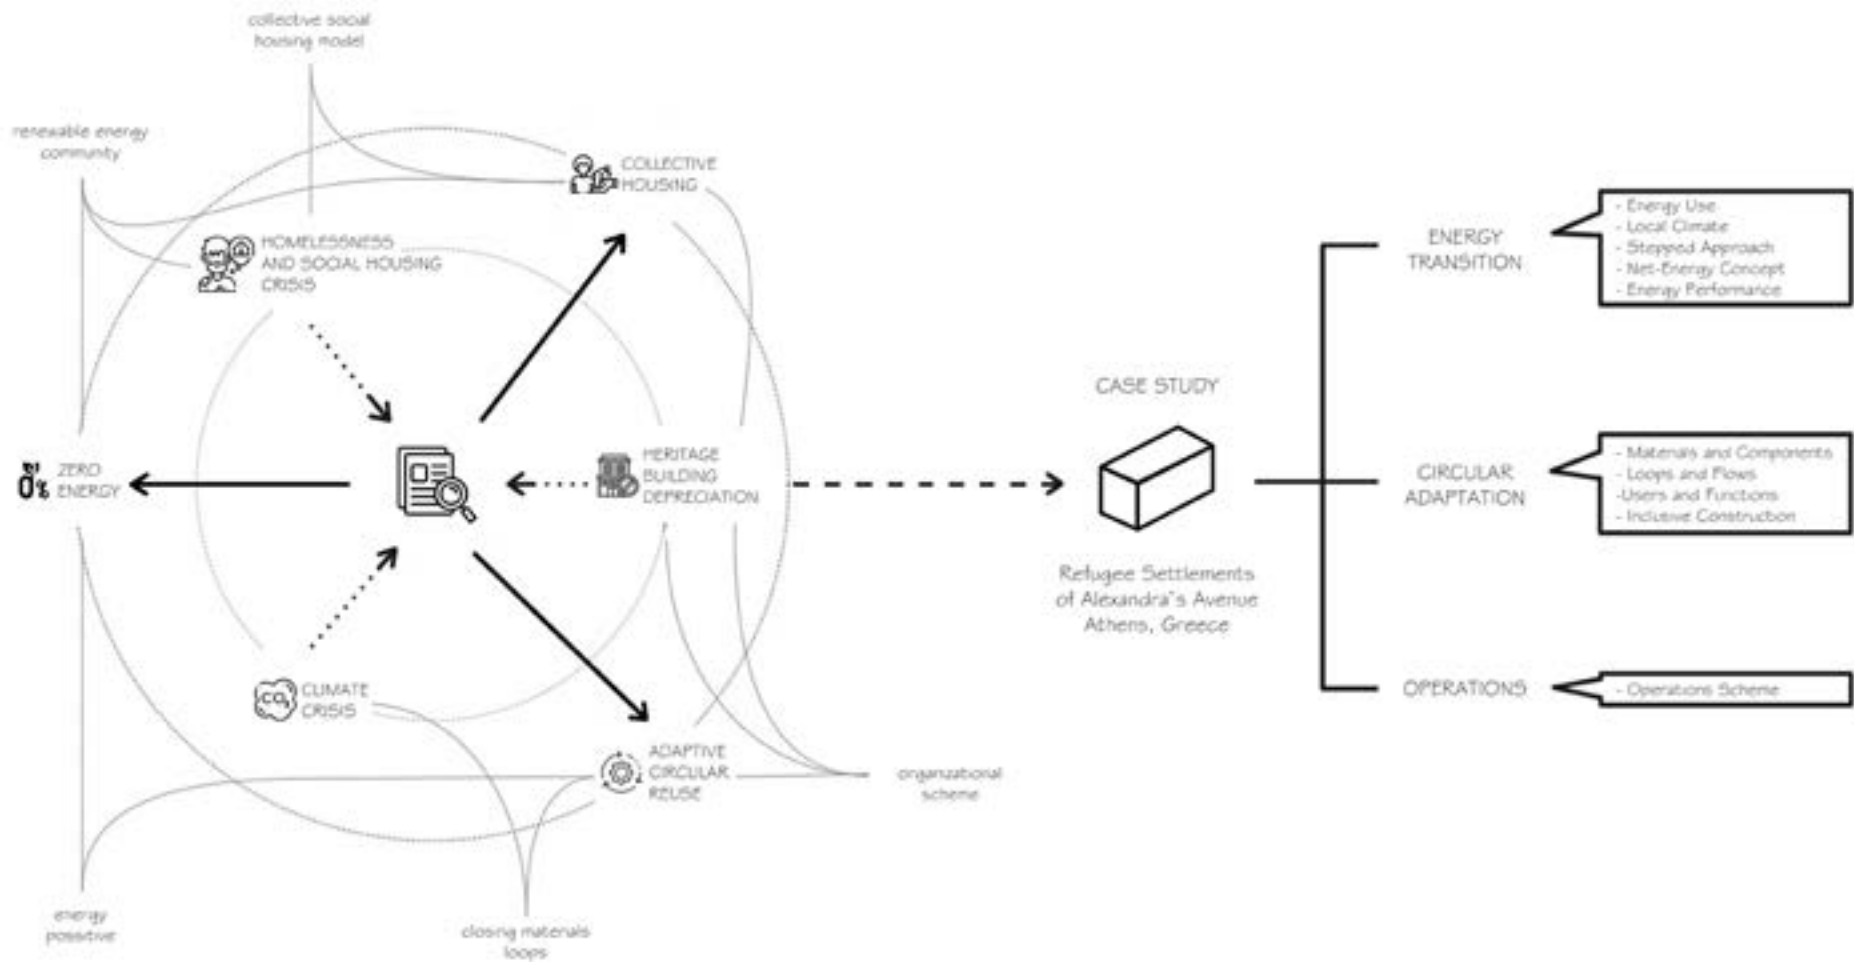 collective social
housing model
renewable energy
community
COLLECTIVE
HOUSING
HOMELESSNESS
AND SOCIAL HOUSING
CRISIS
ZERO
ENERGY
0%
HERITAGE
BUILDING
DEPRECIATION
CO₂
CLIMATE
CRISIS
ADAPTIVE
CIRCULAR
REUSE
organizational
scheme
energy
possitive
closing materials
loops
CASE STUDY
Refugee Settlements
of Alexandra's Avenue
Athens, Greece
ENERGY
TRANSITION
- Energy Use
- Local Climate
- Stepped Approach
- Net-Energy Concept
- Energy Performance
CIRCULAR
ADAPTATION
- Materials and Components
- Loops and Flows
-Users and Functions
- Inclusive Construction
OPERATIONS
- Operations Scheme